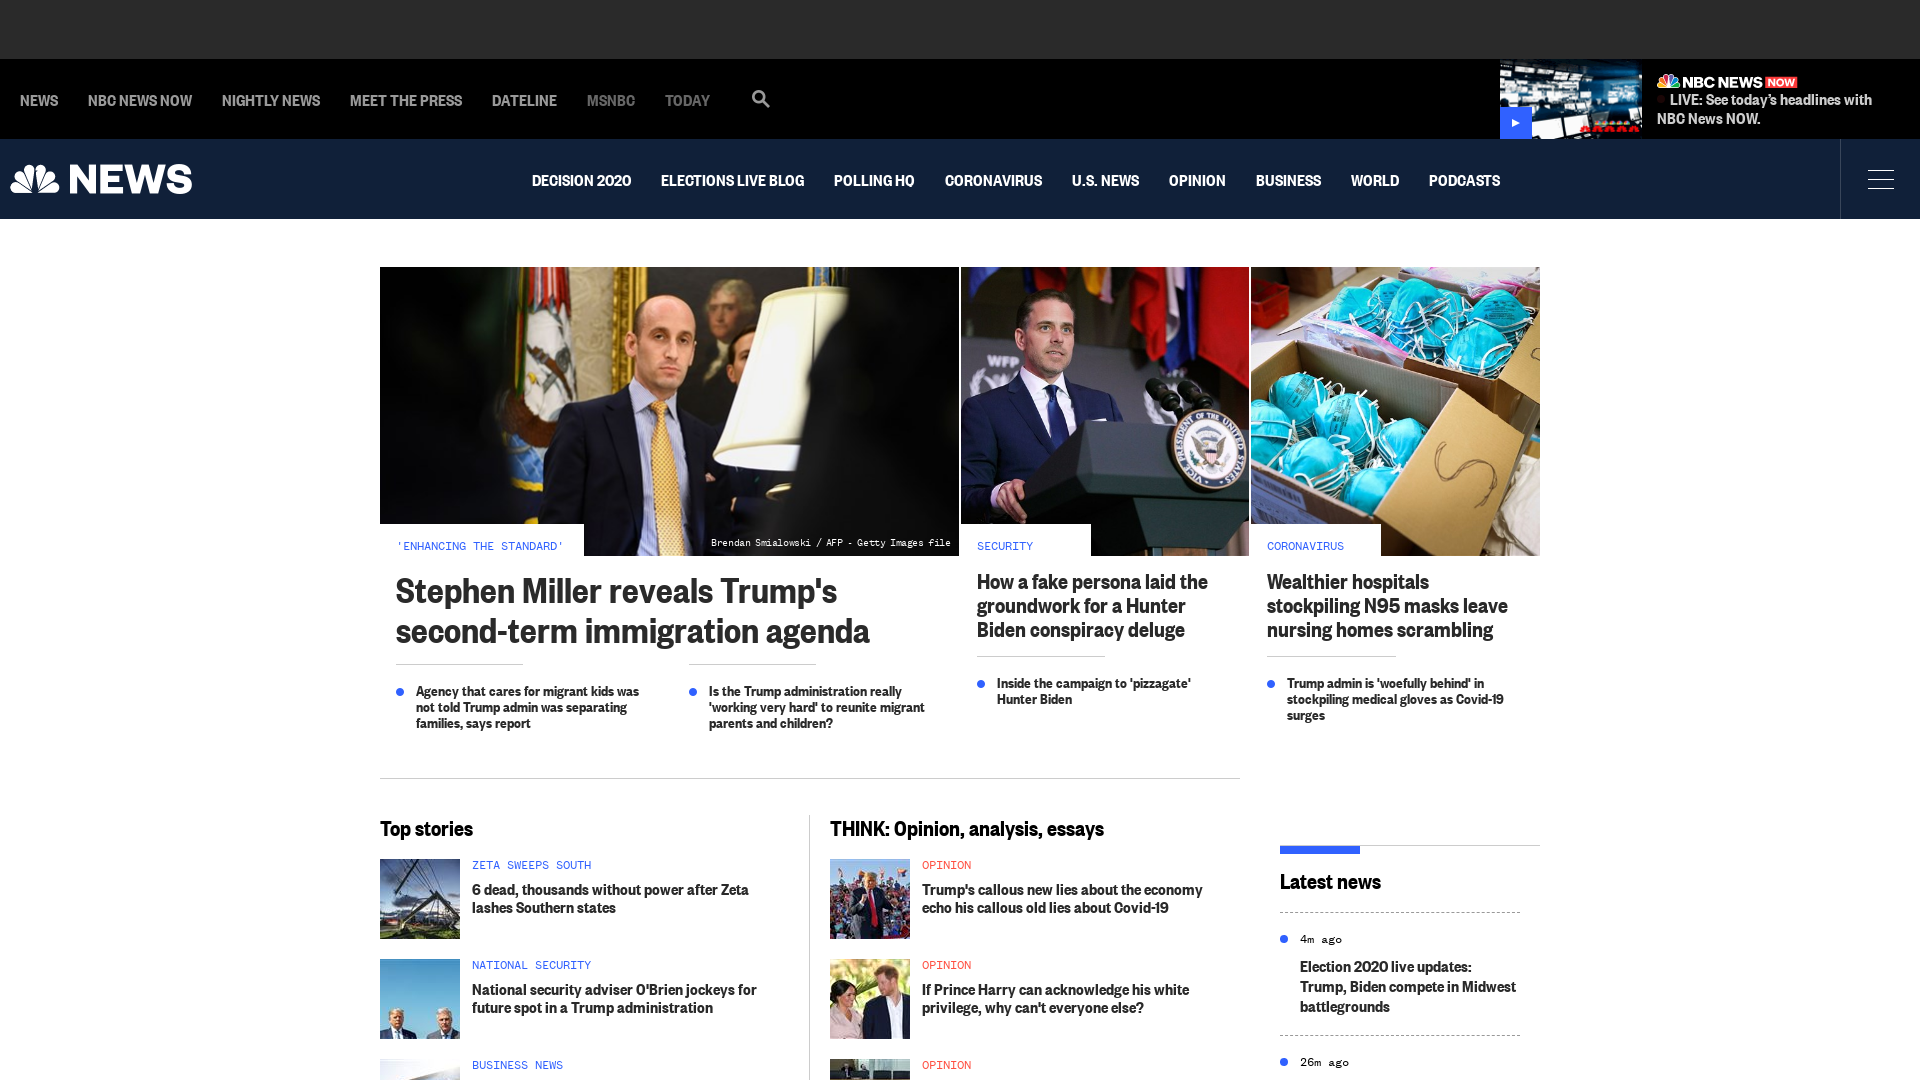 NEWS NBC NEWS NOW NIGHTLY NEWS MEET THE PRESS DATELINE MSNBC TODAY
NBC NEWS NOW
LIVE: See today's headlines with
NBC News NOW.
NEWS
DECISION 2020 ELECTIONS LIVE BLOG POLLING HQ CORONAVIRUS U.S. NEWS OPINION BUSINESS WORLD PODCASTS
WFP
VICE PRESIDENT OF THE UNITED STATES
Brendan Smialowski / AFP - Getty Images file
'ENHANCING THE STANDARD'
Stephen Miller reveals Trump's
second-term immigration agenda
Agency that cares for migrant kids was
not told Trump admin was separating
families, says report
Is the Trump administration really
'working very hard' to reunite migrant
parents and children?
SECURITY
How a fake persona laid the
groundwork for a Hunter
Biden conspiracy deluge
Inside the campaign to 'pizzagate'
Hunter Biden
CORONAVIRUS
Wealthier hospitals
stockpiling N95 masks leave
nursing homes scrambling
Trump admin is 'woefully behind' in
stockpiling medical gloves as Covid-19
surges
Top stories
ZETA SWEEPS SOUTH
6 dead, thousands without power after Zeta
lashes Southern states
NATIONAL SECURITY
National security adviser O'Brien jockeys for
future spot in a Trump administration
BUSINESS NEWS
THINK: Opinion, analysis, essays
OPINION
Trump's callous new lies about the economy
echo his callous old lies about Covid-19
OPINION
If Prince Harry can acknowledge his white
privilege, why can't everyone else?
OPINION
Latest news
4m ago
Election 2020 live updates:
Trump, Biden compete in Midwest
battlegrounds
26m ago